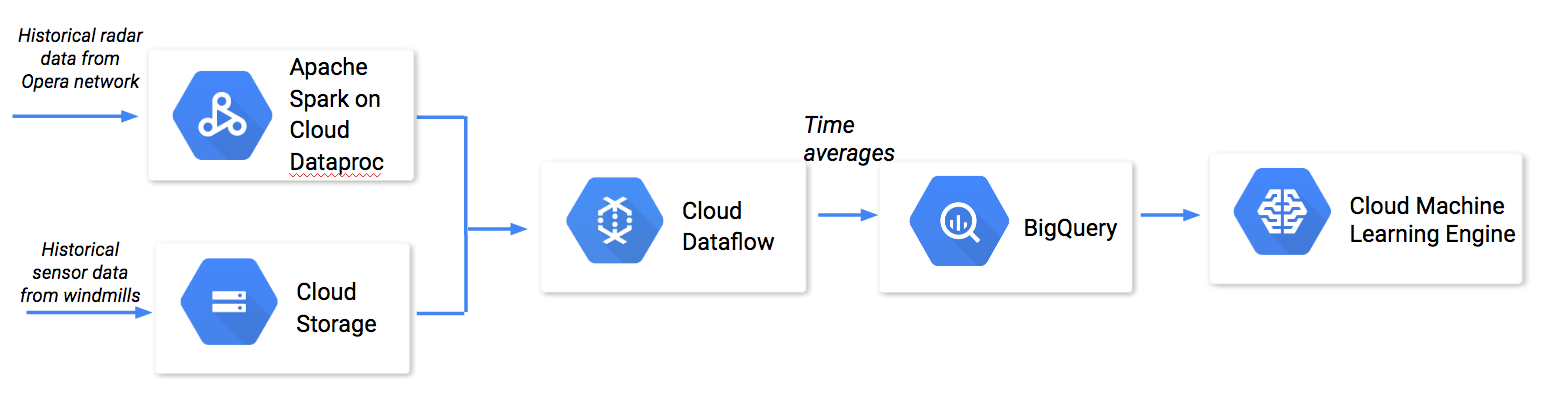 Historical radar
data from
Opera network
Apache
Spark on
Cloud
Dataproc
Historical
sensor data
from windmills
Cloud
Storage
Cloud
Dataflow
Time
averages
BigQuery
Cloud Machine
Learning Engine